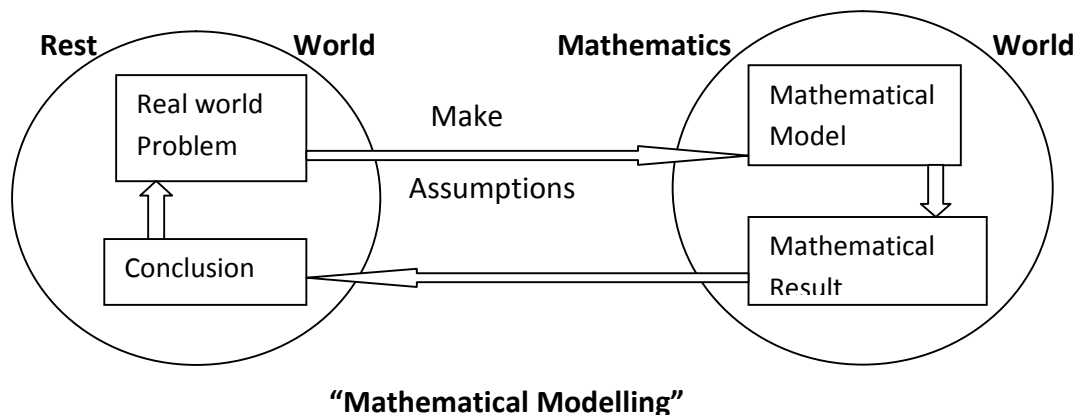 Rest World
Mathematics World
Real world
Problem
Make
Assumptions
Mathematical
Model
Conclusion
Mathematical
Result
“Mathematical Modelling”